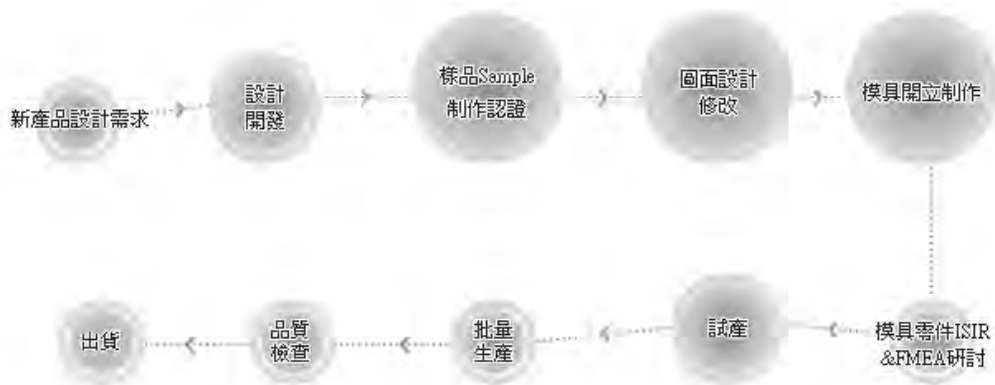 新產品設計需求
設計
開發
樣品Sample
制作認證
圖面設計
修改
模具開立制作
模具零件ISIR
&FMEA研討
試產
批量
生產
品質
檢查
出貨